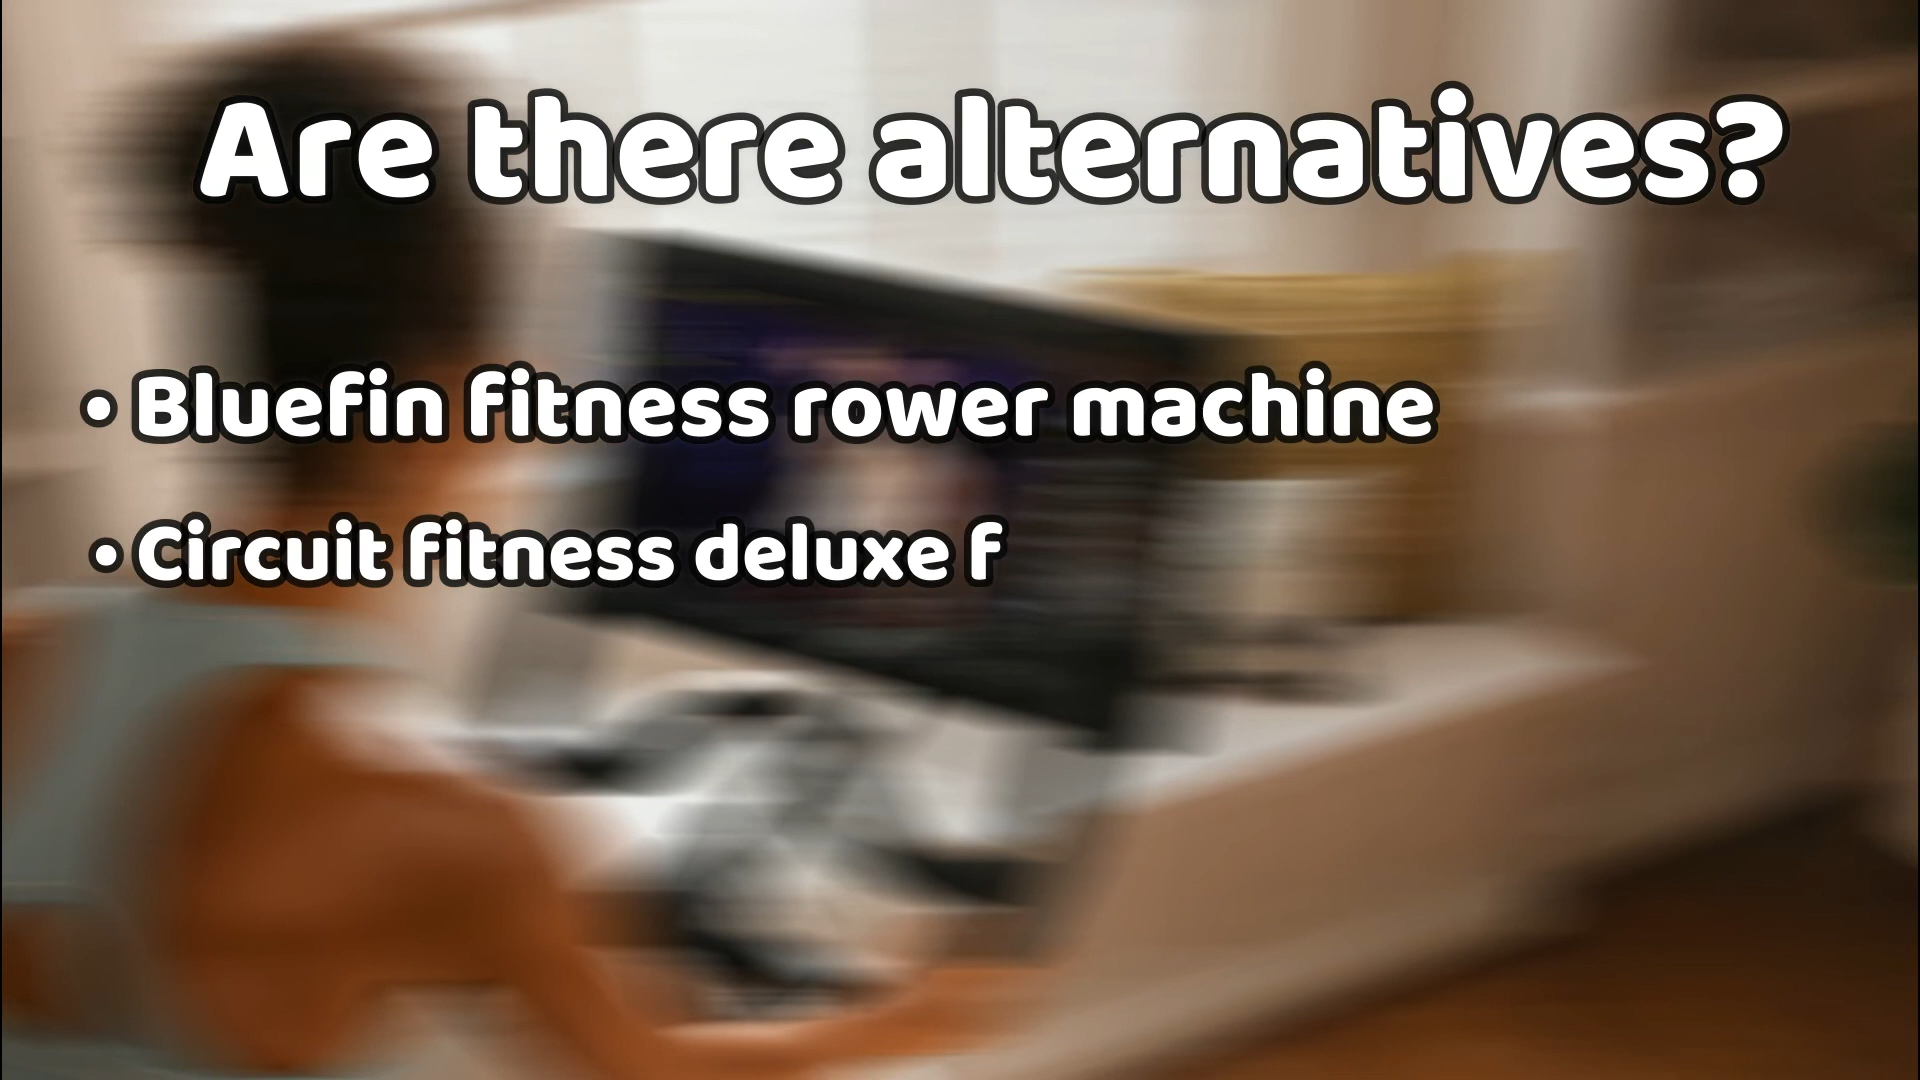 Are there alternatives?
• Bluefin fitness rower machine
• Circuit fitness deluxe f